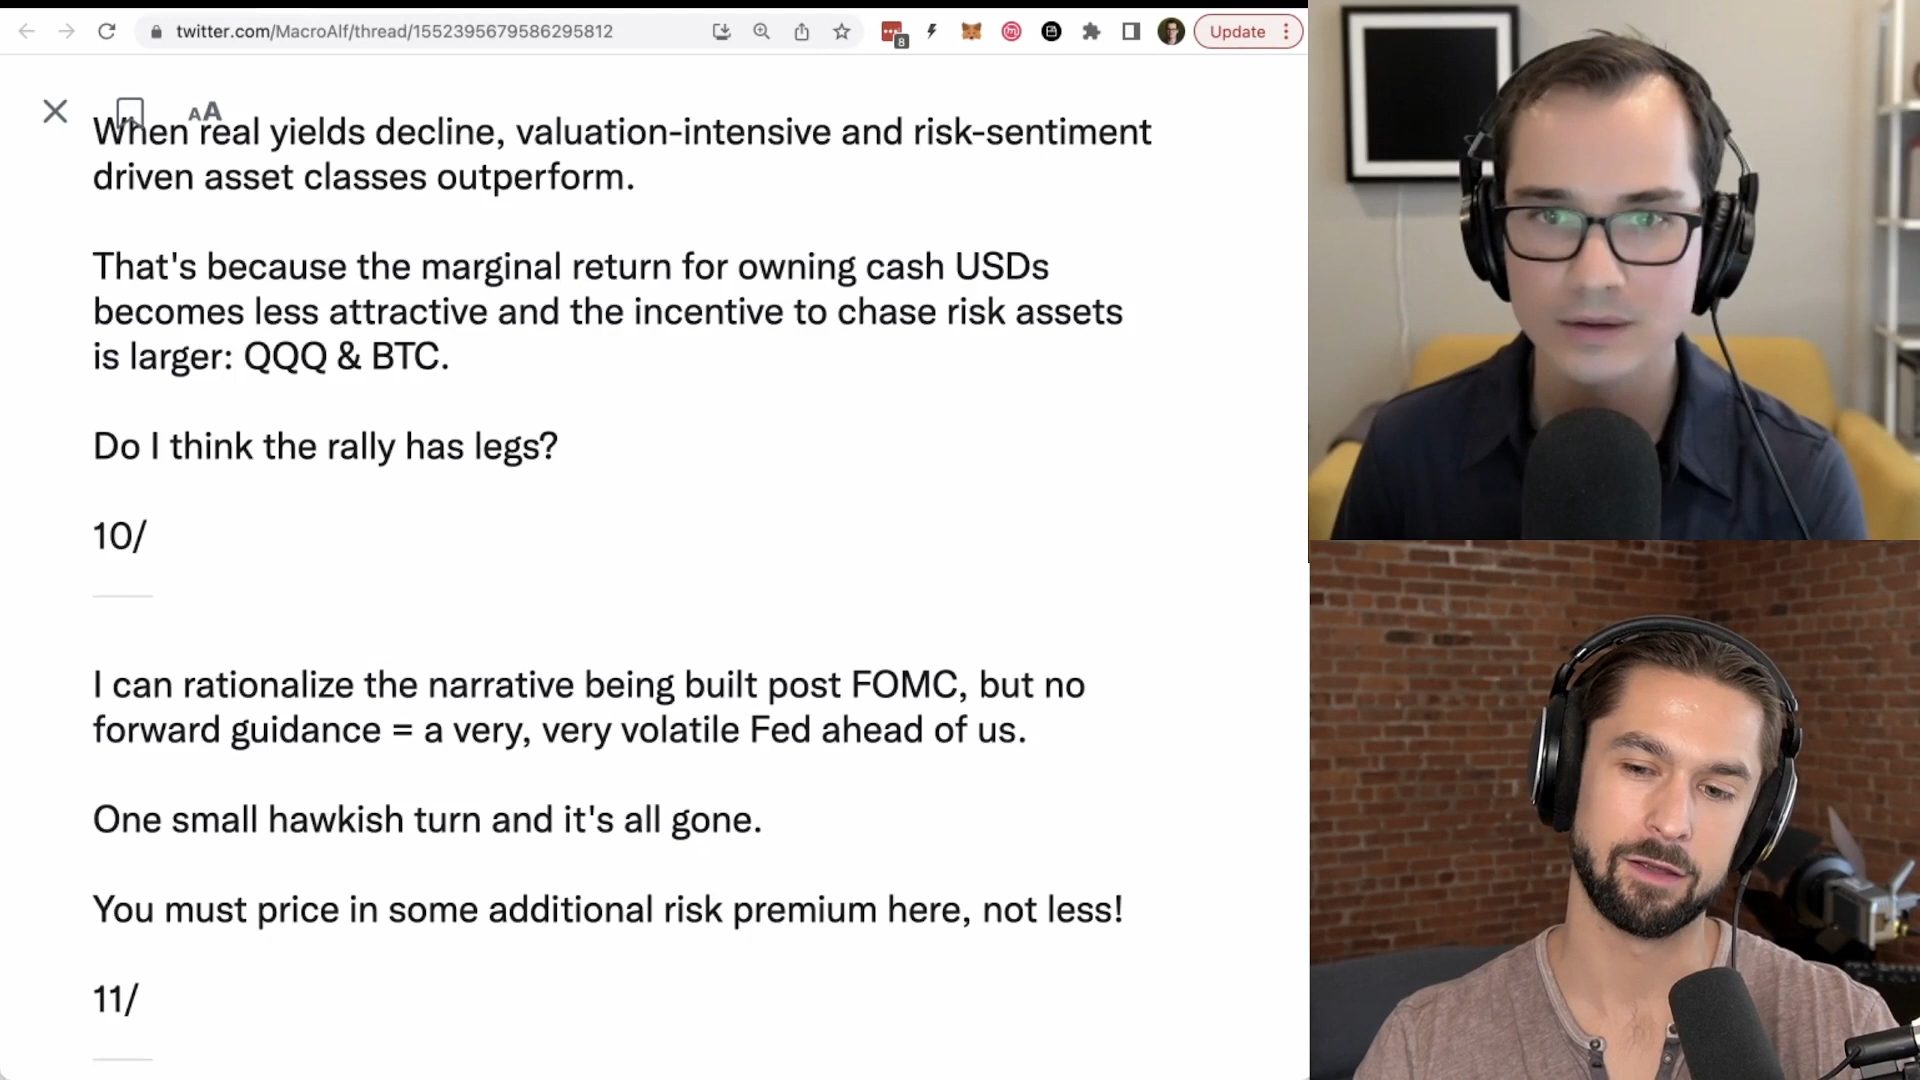 twitter.com/MacroAlf/thread/1552395679586295812
8
Update
AA
When real yields decline, valuation-intensive and risk-sentiment
driven asset classes outperform.
That's because the marginal return for owning cash USDs
becomes less attractive and the incentive to chase risk assets
is larger: QQQ & BTC.
Do I think the rally has legs?
10/
I can rationalize the narrative being built post FOMC, but no
forward guidance = a very, very volatile Fed ahead of us.
One small hawkish turn and it's all gone.
You must price in some additional risk premium here, not less!
11/